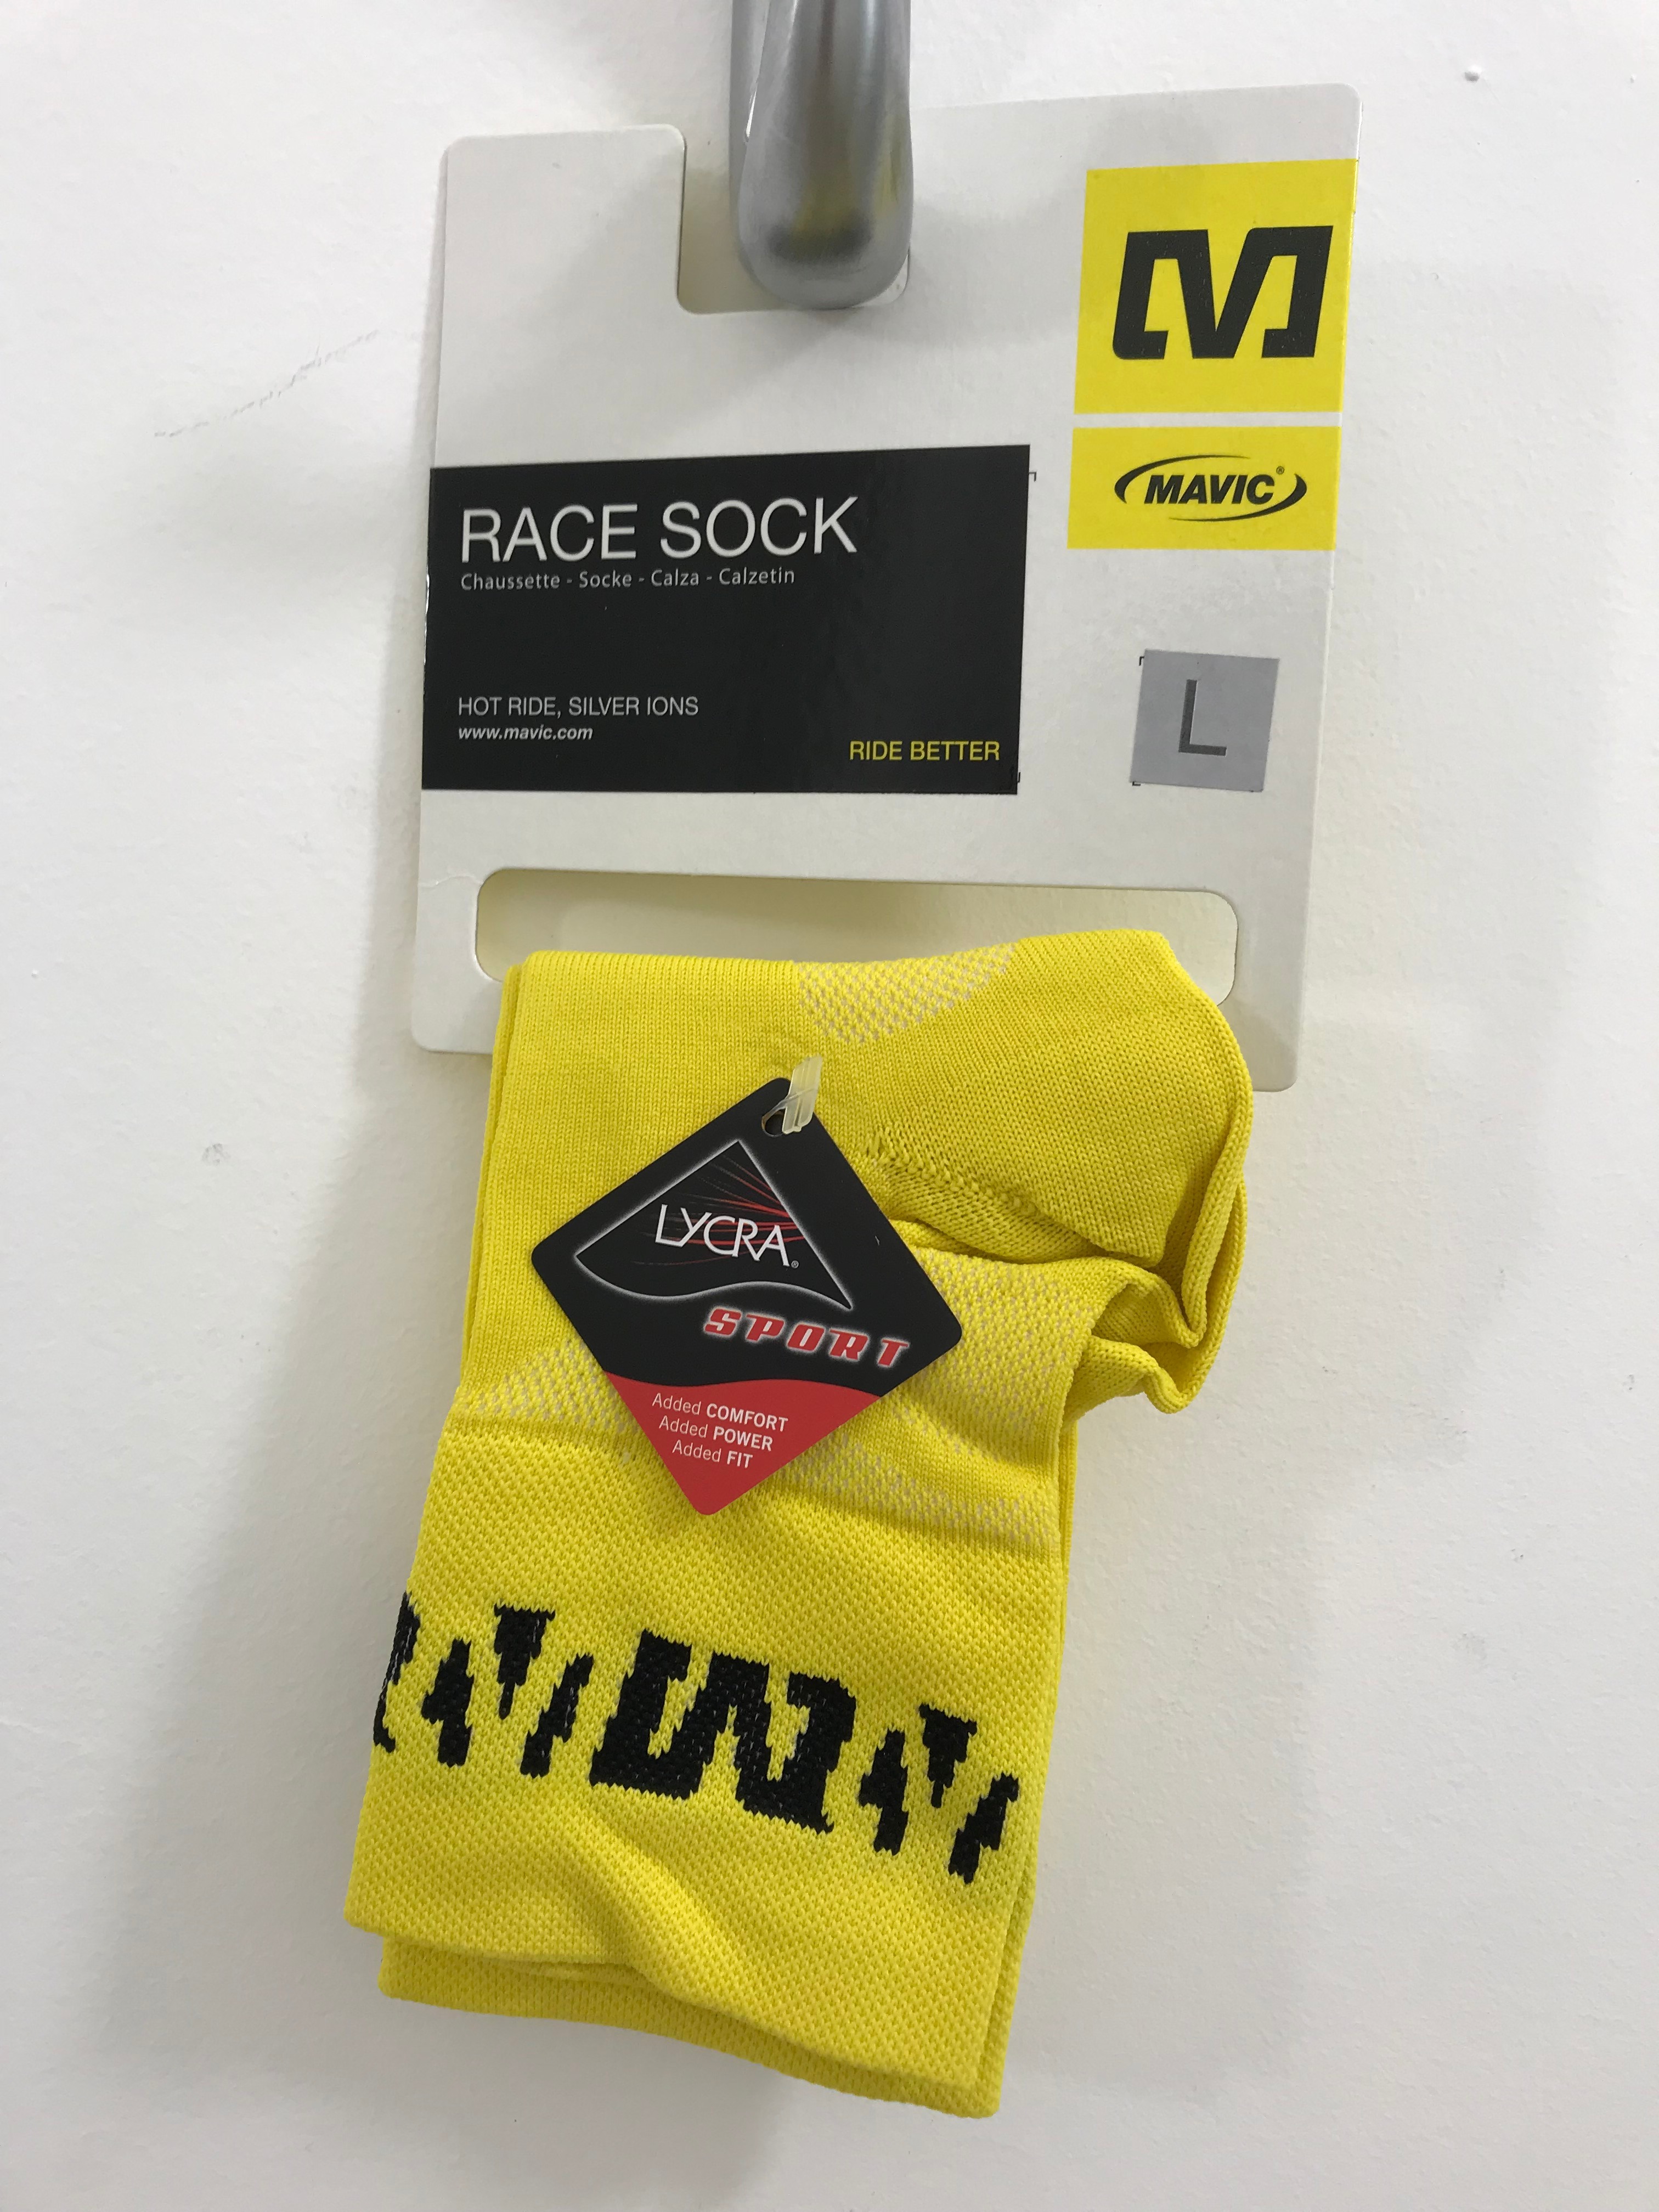 M
MAVIC®
RACE SOCK
Chaussette - Socke - Calza - Calzetin
HOT RIDE, SILVER IONS
www.mavic.com
RIDE BETTER
L
LYCRA®
SPORT
Added COMFORT
Added POWER
Added FIT